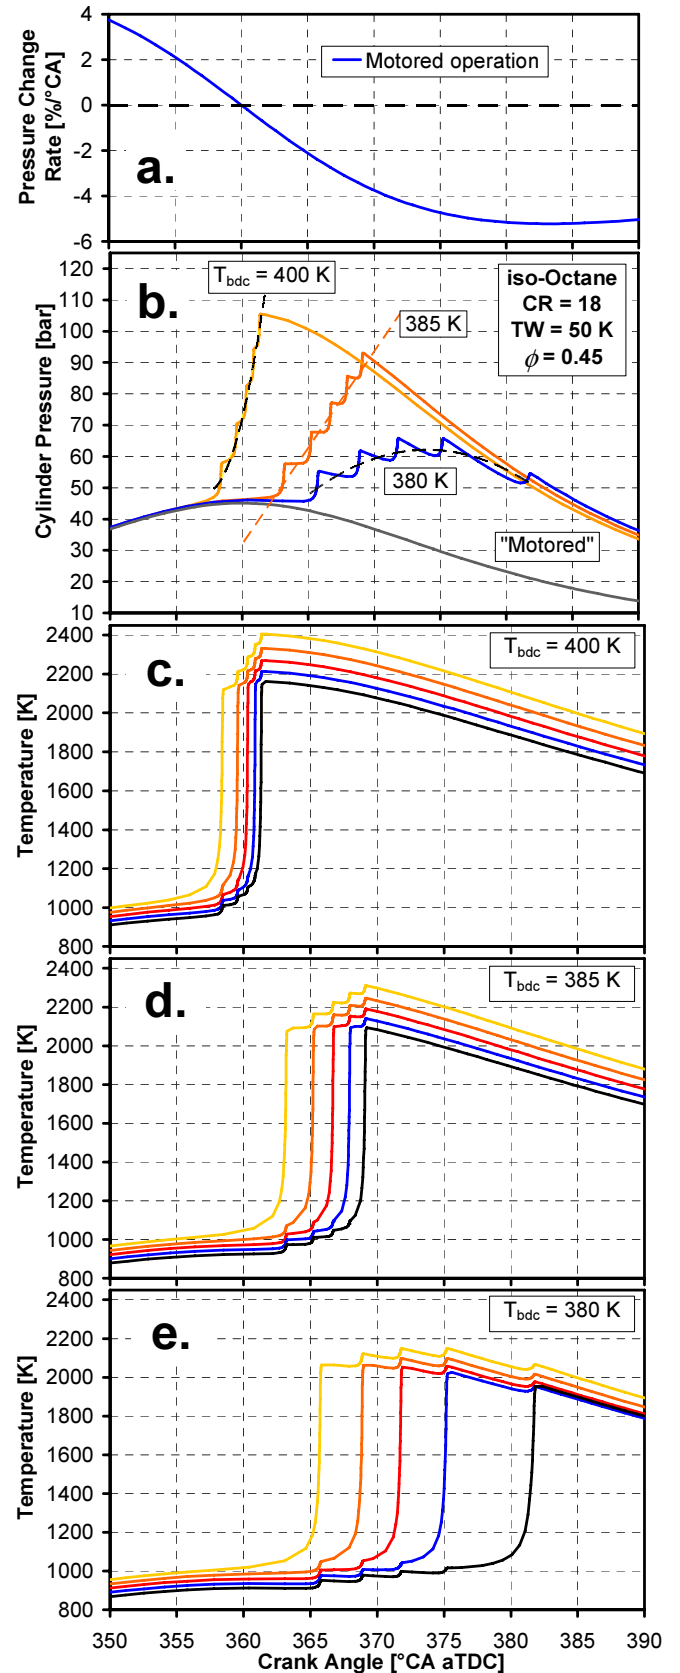 Pressure Change
Rate [%/°CA]
4
2
0
-2
-4
-6
Motored operation
a.
Cylinder Pressure [bar]
120
110
100
90
80
70
60
50
40
30
20
10
b.
Tbdc = 400 K
385 K
380 K
iso-Octane
CR = 18
TW = 50 K
ϕ = 0.45
"Motored"
Temperature [K]
2400
2200
2000
1800
1600
1400
1200
1000
800
c.
Tbdc = 400 K
Temperature [K]
2400
2200
2000
1800
1600
1400
1200
1000
800
d.
Tbdc = 385 K
Temperature [K]
2400
2200
2000
1800
1600
1400
1200
1000
800
e.
Tbdc = 380 K
350 355 360 365 370 375 380 385 390
Crank Angle [°CA aTDC]